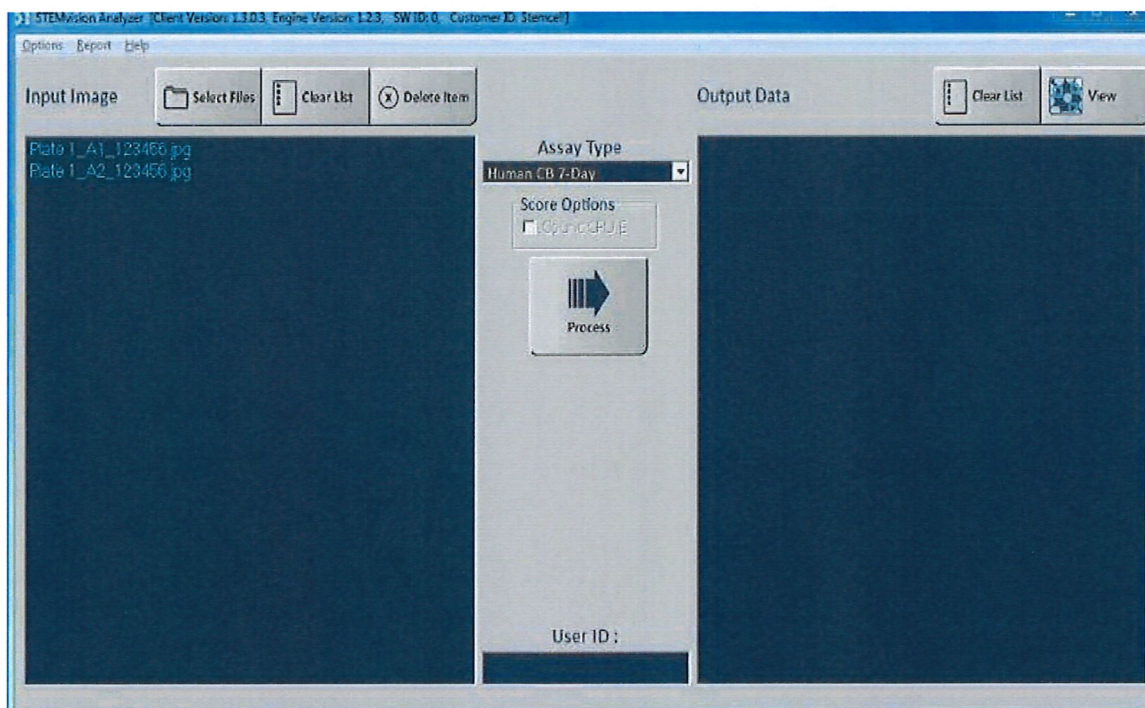 STEMvision Analyzer [Client Version: 1.3.0.3, Engine Version: 1.2.3, SW ID: 0, Customer ID: Stemcell]
Options Report Help
Input Image
Select Files
Clear List
Delete Item
Output Data
Clear List
View
Plate 1_A1_123456.jpg
Plate 1_A2_123456.jpg
Assay Type
Human CB 7-Day
Score Options
Count CFU-E
Process
User ID :